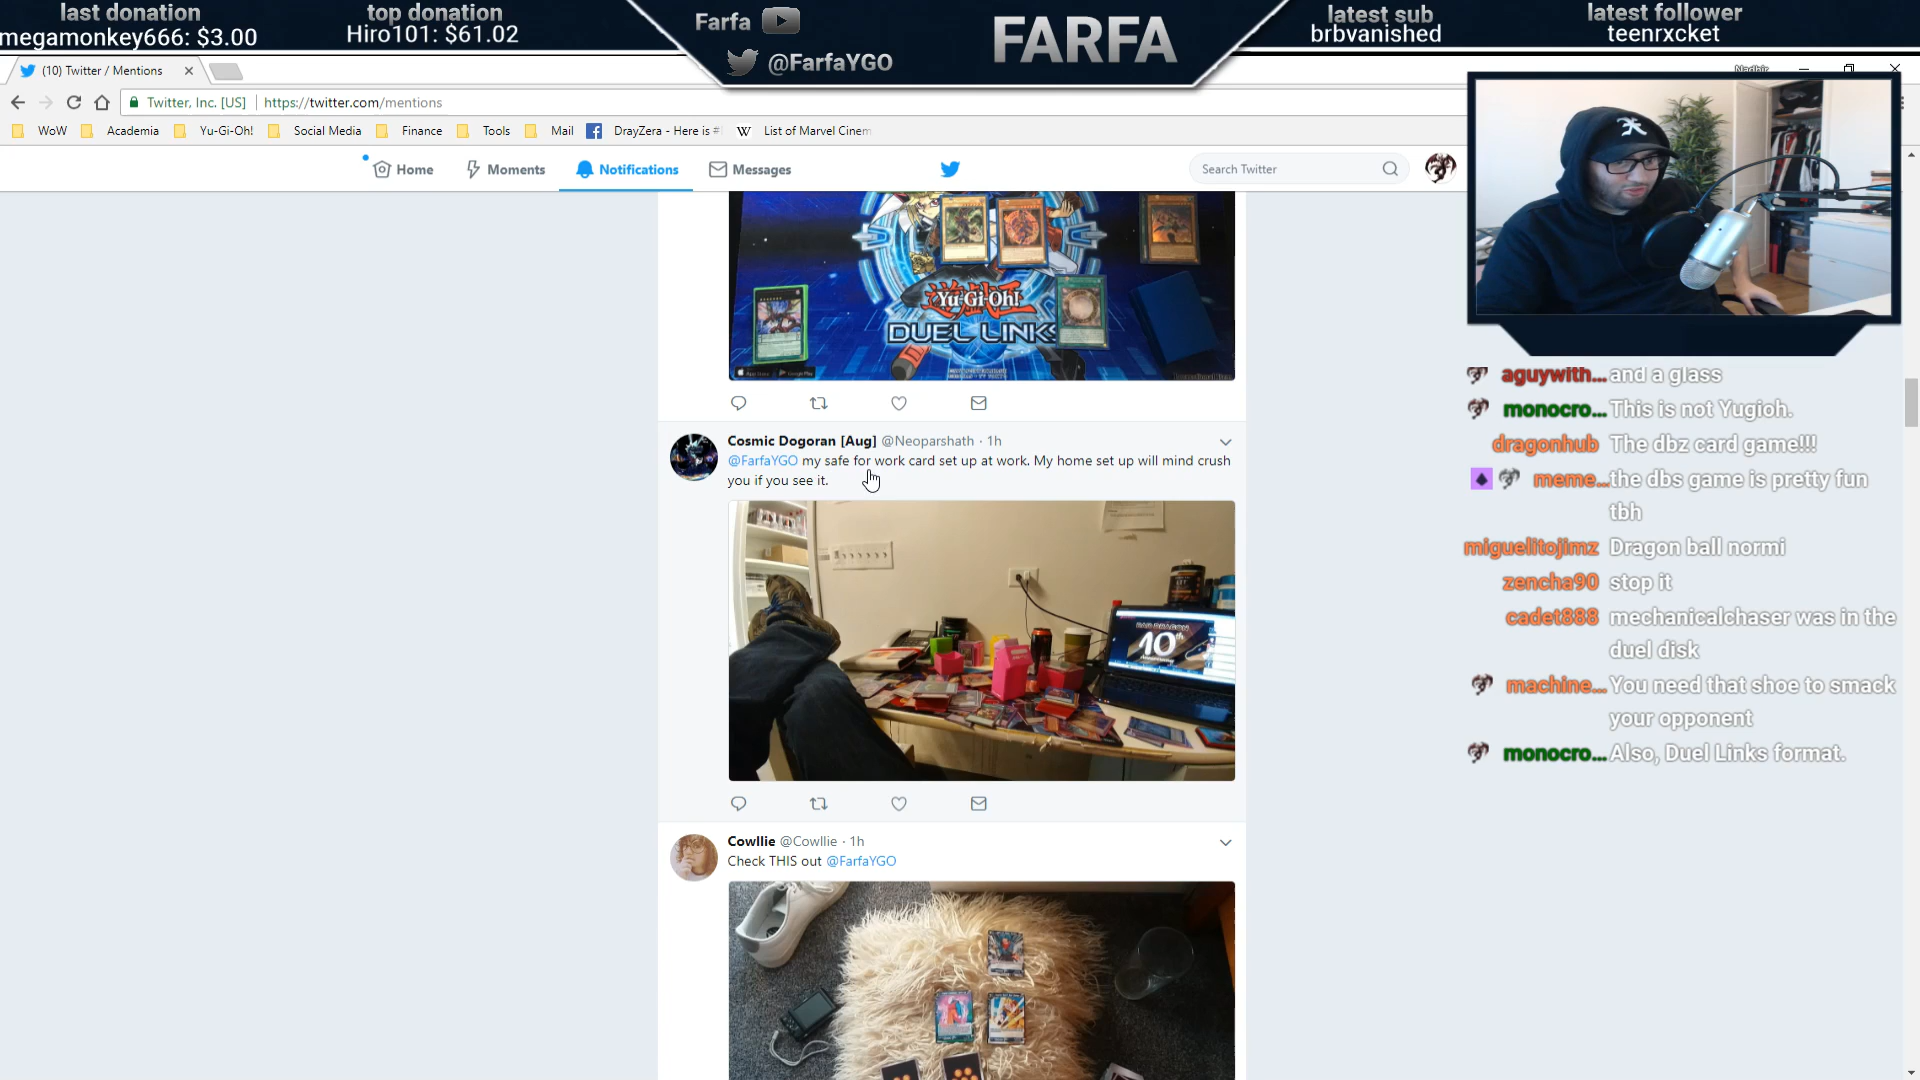 last donation
megamonkey666: $3.00
top donation
Hiro101: $61.02
Farfa
@FarfaYGO
FARFA
latest sub
brbvanished
latest follower
teenrxcket
(10) Twitter / Mentions
Twitter, Inc. [US]
https://twitter.com/mentions
WoW
Academia
Yu-Gi-Oh!
Social Media
Finance
Tools
Mail
DrayZera - Here is #
W
List of Marvel Cinem
Home
Moments
Notifications
Messages
Search Twitter
Yu-Gi-Oh!
DUEL LINKS
Cosmic Dogoran [Aug] @Neoparshath · 1h
@FarfaYGO my safe for work card set up at work. My home set up will mind crush
you if you see it.
BAD DRAGON
10th
Cowllie @Cowllie · 1h
Check THIS out @FarfaYGO
aguywith... and a glass
monocro... This is not Yugioh.
dragonhub The dbz card game!!!
meme... the dbs game is pretty fun
tbh
miguelitojimz Dragon ball normi
zencha90 stop it
cadet888 mechanicalchaser was in the
duel disk
machine... You need that shoe to smack
your opponent
monocro... Also, Duel Links format.